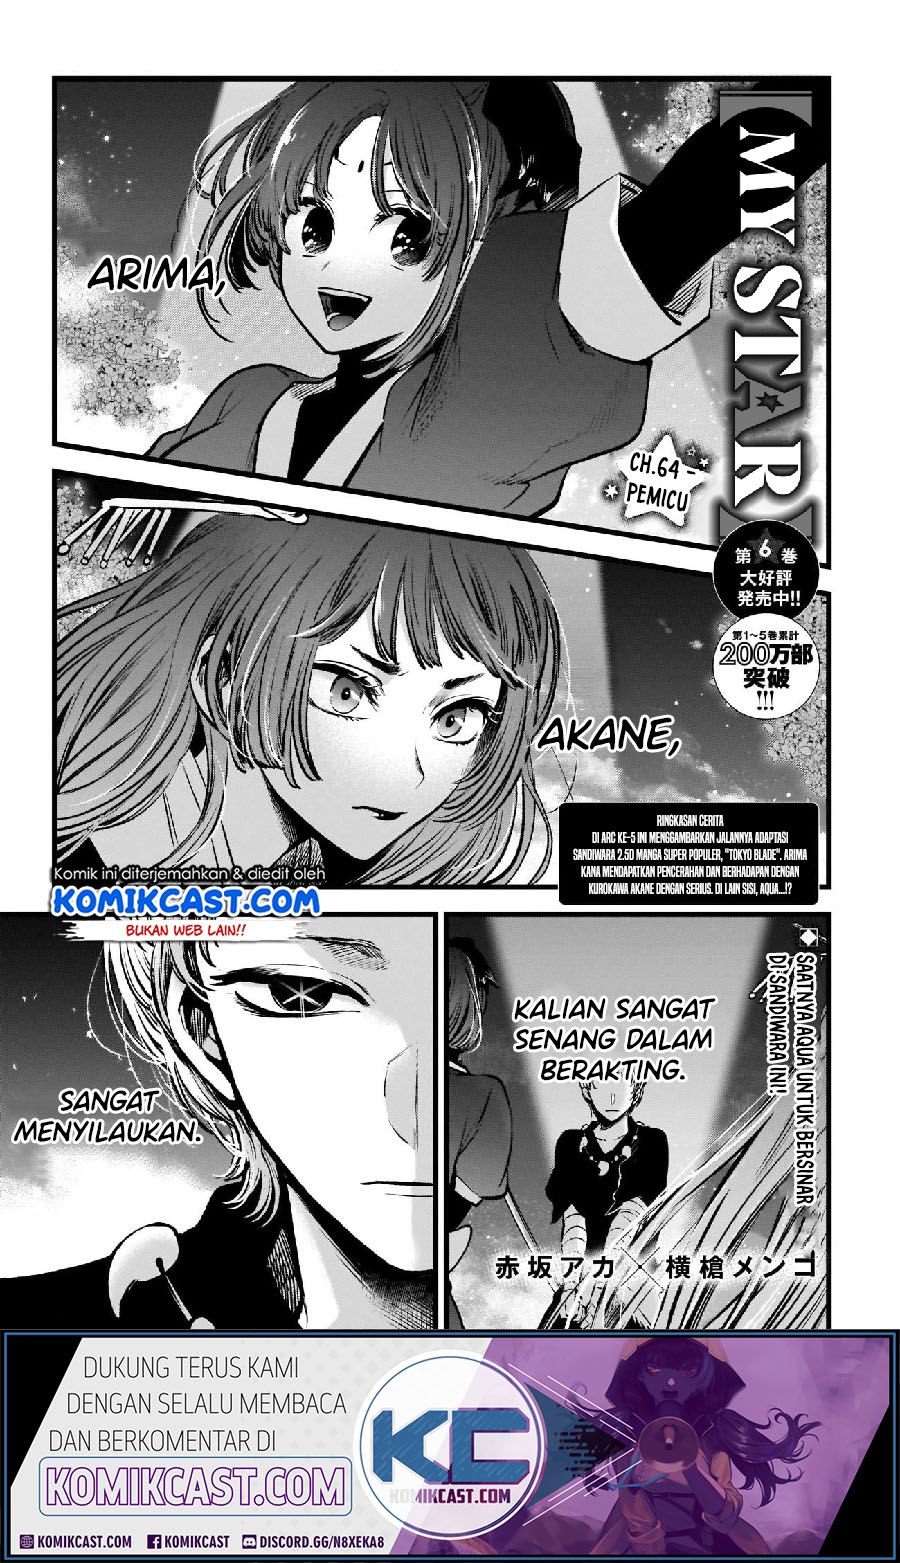 【MY STAR】
ARIMA,
CH.64 -
PEMICU
第6巻
大好評
発売中!!
第1～5巻累計
200万部
突破
!!!
AKANE,
RINGKASAN CERITA
DI ARC KE-5 INI MENGGAMBARKAN JALANNYA ADAPTASI
SANDIWARA 2.5D MANGA SUPER POPULER, "TOKYO BLADE". ARIMA
KANA MENDAPATKAN PENCERAHAN DAN BERHADAPAN DENGAN
KUROKAWA AKANE DENGAN SERIUS. DI LAIN SISI, AQUA...!?
Komik ini diterjemahkan & diedit oleh
KOMIKCAST.COM
BUKAN WEB LAIN!!
◆SAATNYA AQUA UNTUK BERSINAR
DI SANDIWARA INI!
KALIAN SANGAT
SENANG DALAM
BERAKTING.
SANGAT
MENYILAUKAN.
赤坂アカ×横槍メンゴ
DUKUNG TERUS KAMI
DENGAN SELALU MEMBACA
DAN BERKOMENTAR DI
KOMIKCAST.COM
KC
KOMIKCAST.COM
KOMIKCAST.COM
KOMIKCAST
DISCORD.GG/N8XEKA8